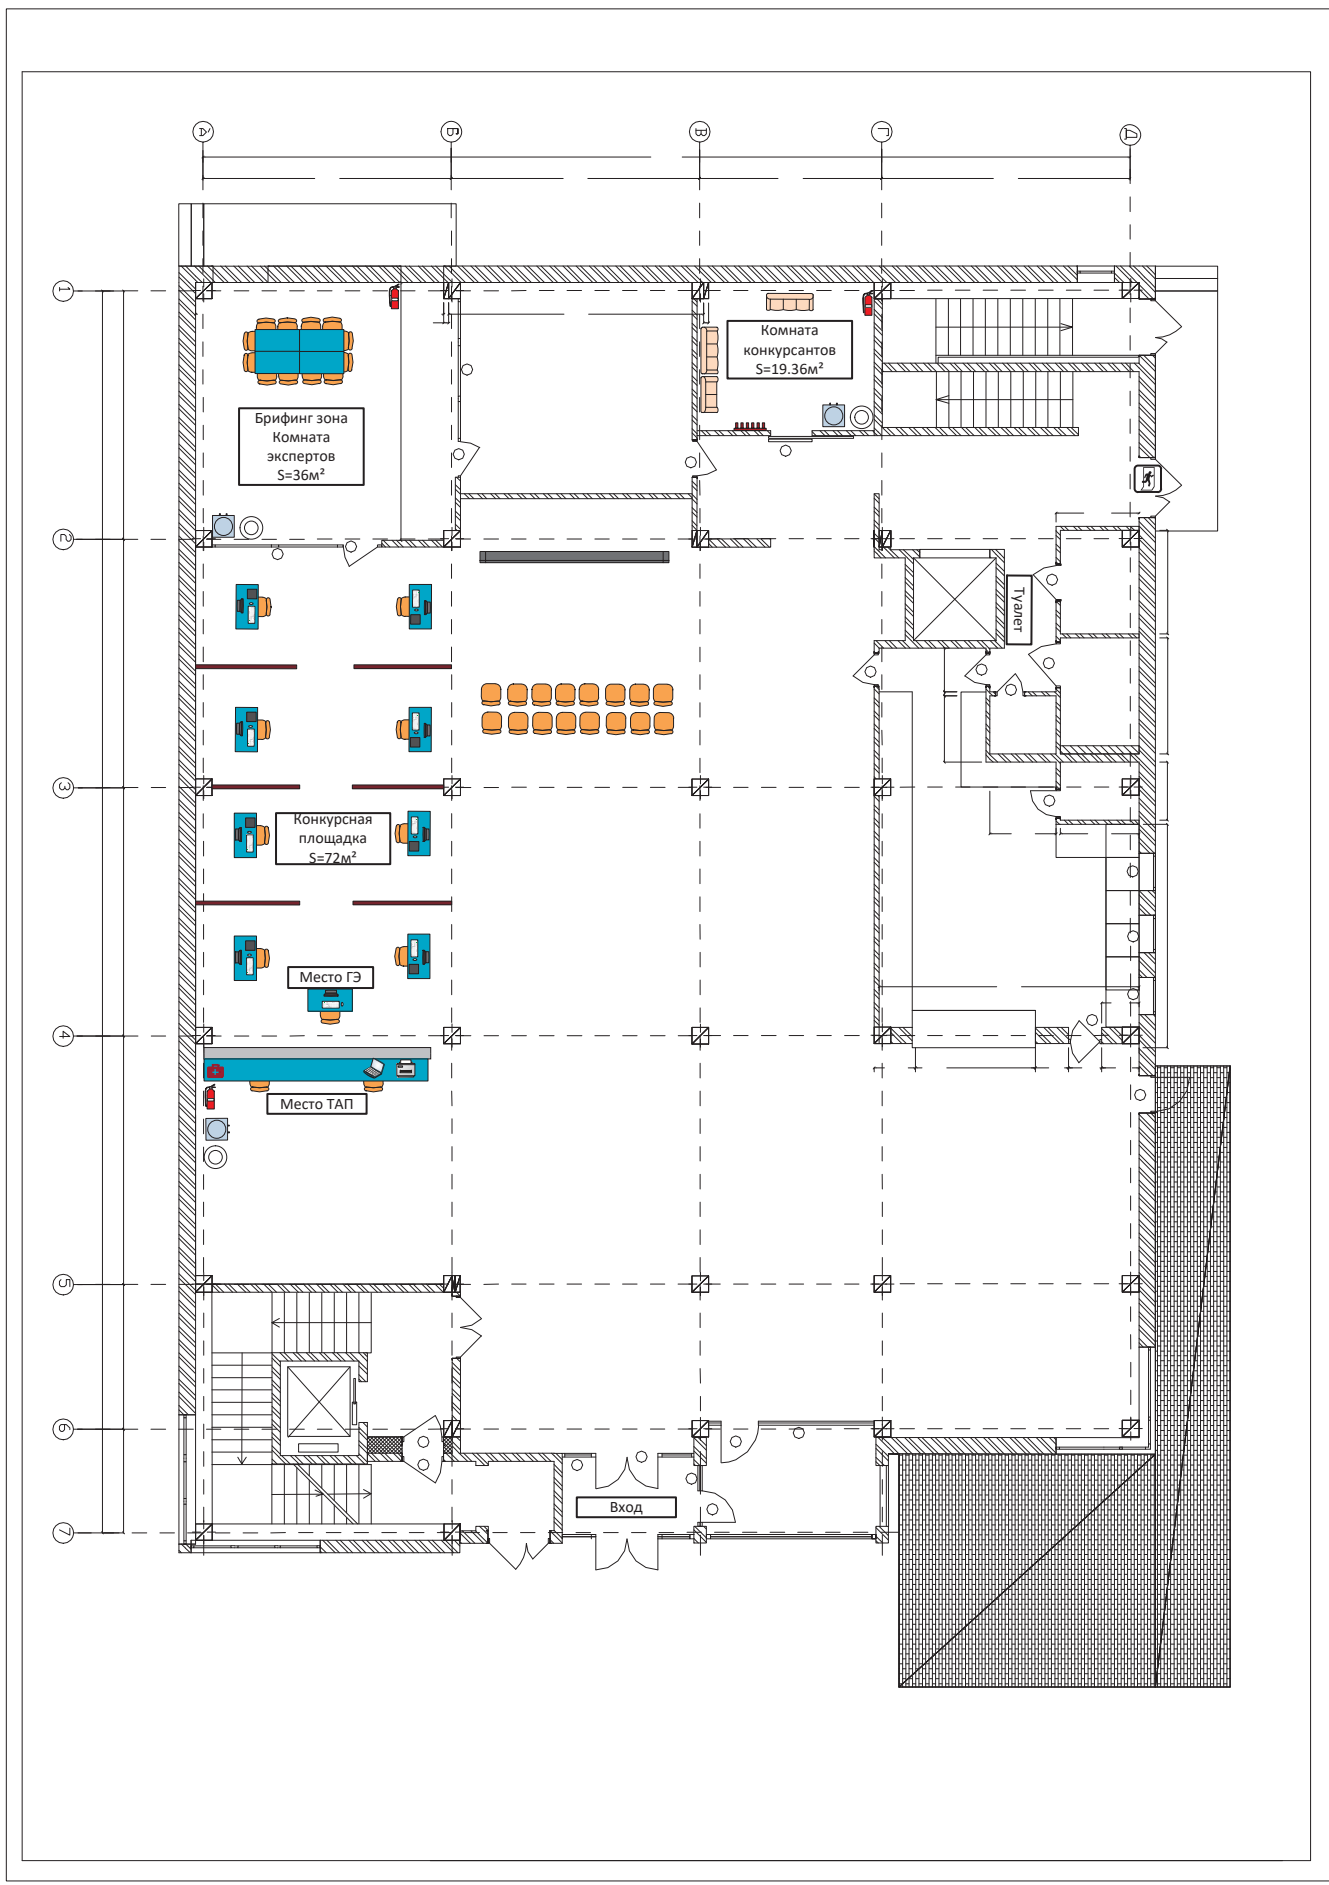 А
Б
В
Г
Д
1
Комната
конкурсантов
S=19.36м²
Брифинг зона
Комната
экспертов
S=36м²
2
Туалет
3
Конкурсная
площадка
S=72м²
Место ГЭ
4
Место ТАП
5
6
Вход
7